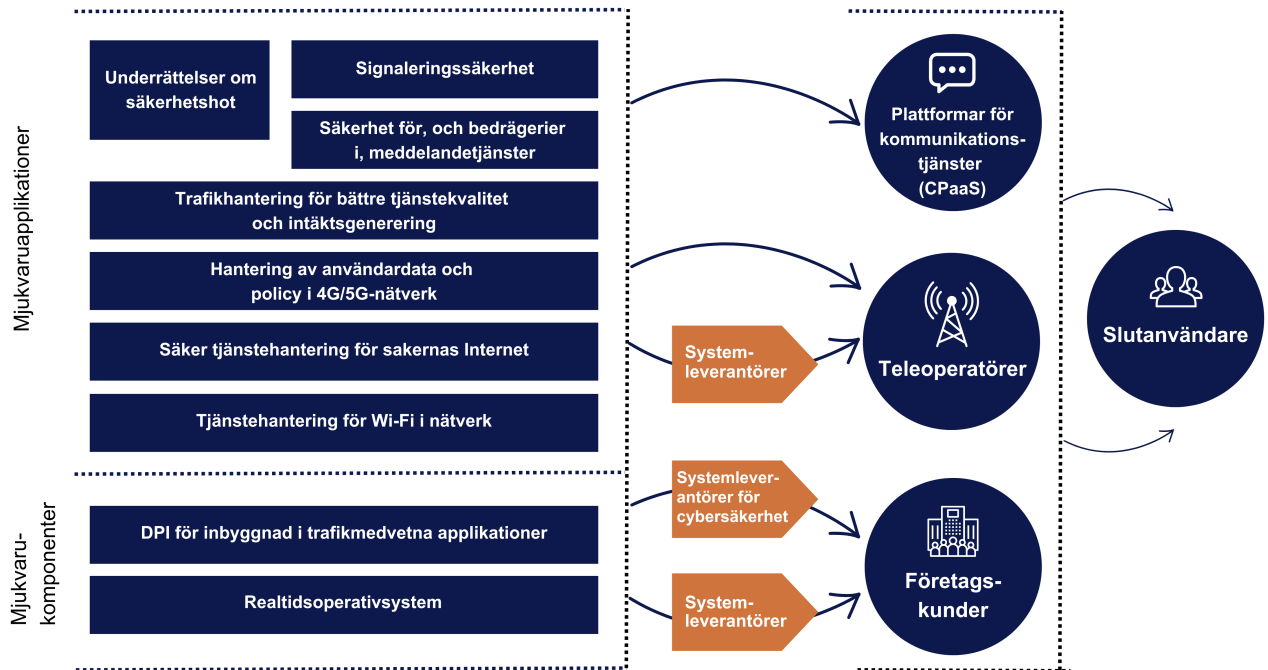 Mjukvaruapplikationer
Underrättelser om
säkerhetshot
Signaleringssäkerhet
Säkerhet för, och bedrägerier
i, meddelandetjänster
Trafikhantering för bättre tjänstekvalitet
och intäktsgenerering
Hantering av användardata och
policy i 4G/5G-nätverk
Säker tjänstehantering för sakernas Internet
Tjänstehantering för Wi-Fi i nätverk
Mjukvaru-
komponenter
DPI för inbyggnad i trafikmedvetna applikationer
Realtidsoperativsystem
System-
leverantörer
Systemlever-
antörer för
cybersäkerhet
System-
leverantörer
Plattformar för
kommunikations-
tjänster
(CPaaS)
Teleoperatörer
Företags-
kunder
Slutanvändare